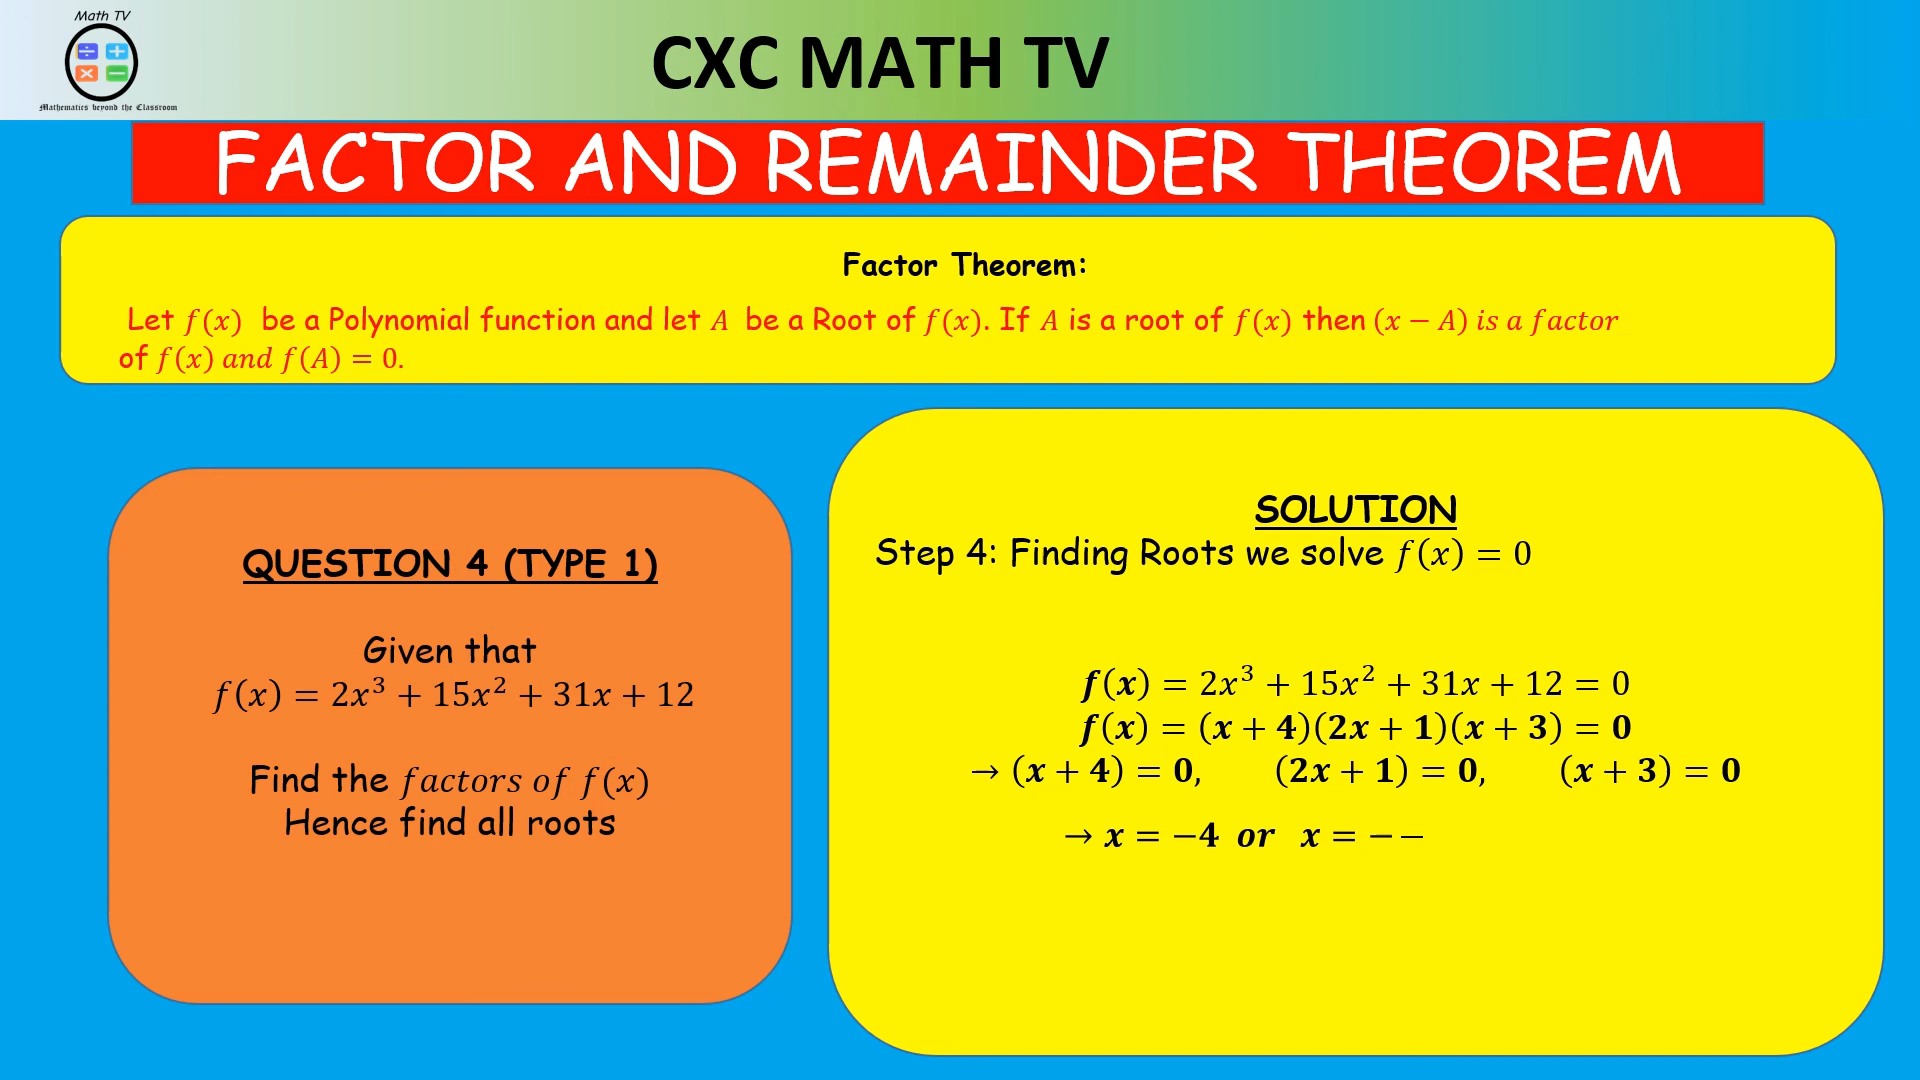 Math TV
Mathematics beyond the Classroom
CXC MATH TV
FACTOR AND REMAINDER THEOREM
Factor Theorem:
Let f(x) be a Polynomial function and let A be a Root of f(x). If A is a root of f(x) then (x − A) is a factor
of f(x) and f(A) = 0.
QUESTION 4 (TYPE 1)
Given that
f(x) = 2x³ + 15x² + 31x + 12
Find the factors of f(x)
Hence find all roots
SOLUTION
Step 4: Finding Roots we solve f(x) = 0
f(x) = 2x³ + 15x² + 31x + 12 = 0
f(x) = (x + 4)(2x + 1)(x + 3) = 0
→ (x + 4) = 0, (2x + 1) = 0, (x + 3) = 0
→ x = −4 or x = − −